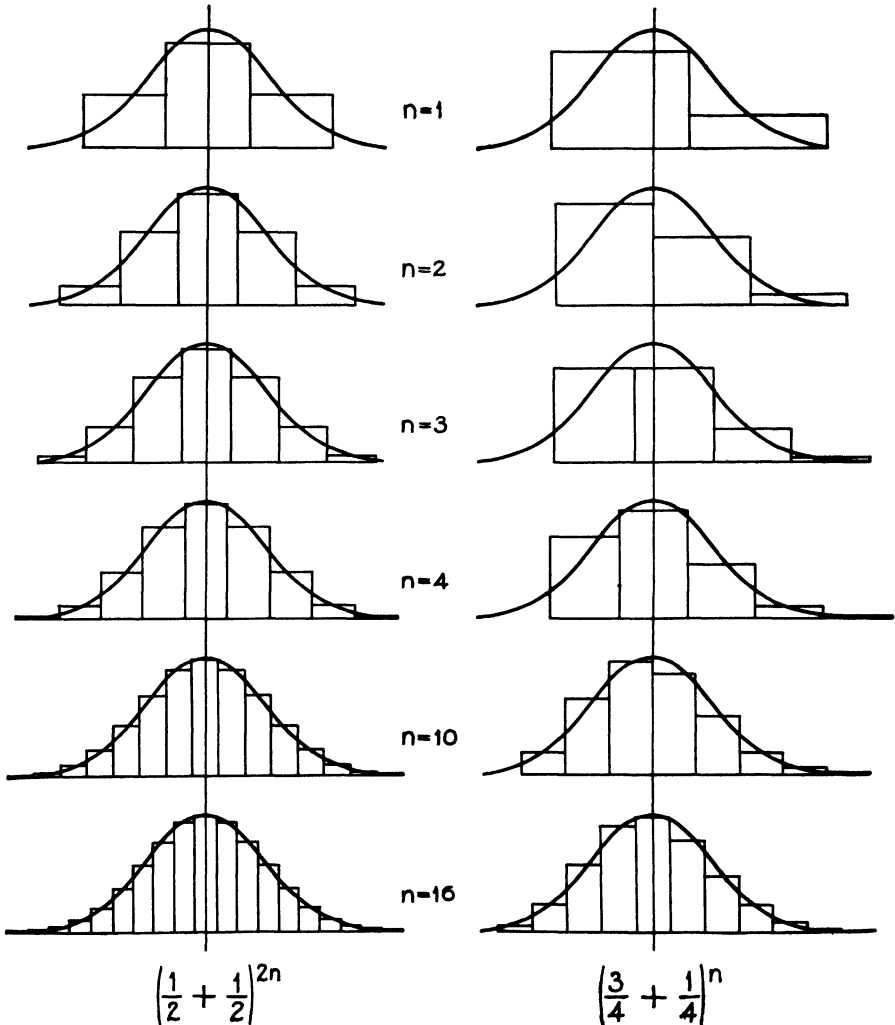 n=1
n=2
n=3
n=4
n=10
n=16
(1/2 + 1/2)^2n
(3/4 + 1/4)^n